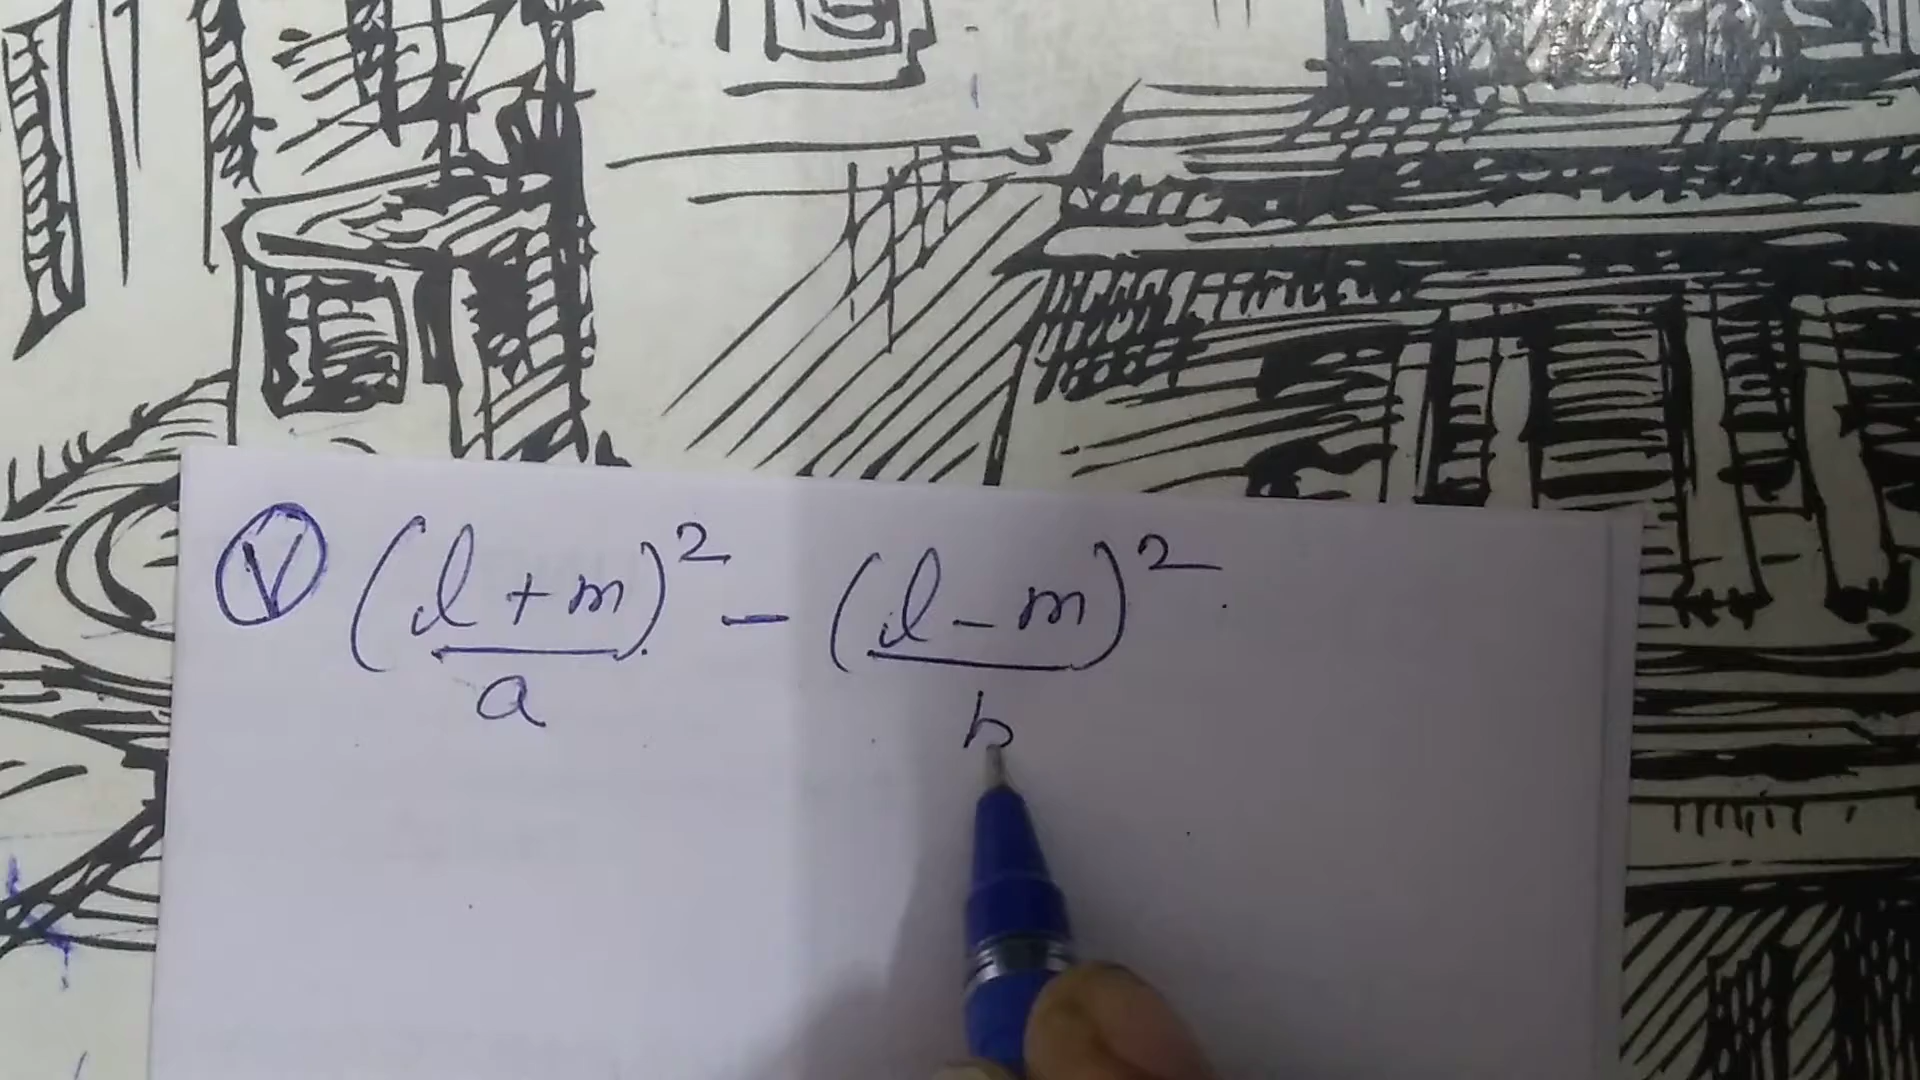 Ⓥ (l + m)² - (l - m)²
a b